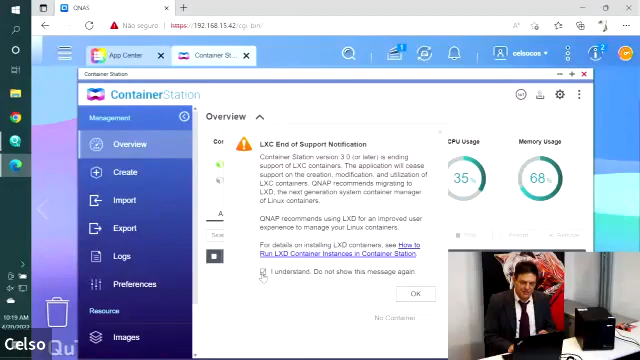 QNAS
Não seguro
https://192.168.15.42/cgi-bin/
App Center
Container St...
1
celsocos
2
Container Station
ContainerStation
Management
Overview
Create
Import
Export
Logs
Preferences
Resource
Images
Overview
CPU Usage
35%
Memory Usage
68%
LXC End of Support Notification
Container Station version 3.0 (or later) is ending
support of LXC containers. The application will cease
support on the creation, modification, and utilization
of LXC containers. QNAP recommends migrating to
LXD, the next generation system container manager
of Linux containers.
QNAP recommends using LXD for an improved user
experience to manage your Linux containers.
For details on installing LXD containers, see How to
Run LXD Container Instances in Container Station.
I understand. Do not show this message again.
OK
No Container
10:19 AM
4/20/2022
Celso